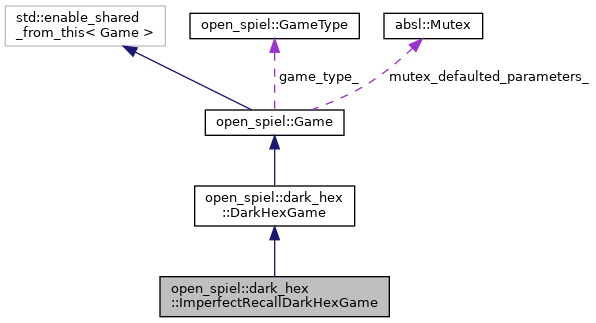 std::enable_shared
_from_this< Game >
open_spiel::GameType
absl::Mutex
game_type_
mutex_defaulted_parameters_
open_spiel::Game
open_spiel::dark_hex
::DarkHexGame
open_spiel::dark_hex
::ImperfectRecallDarkHexGame